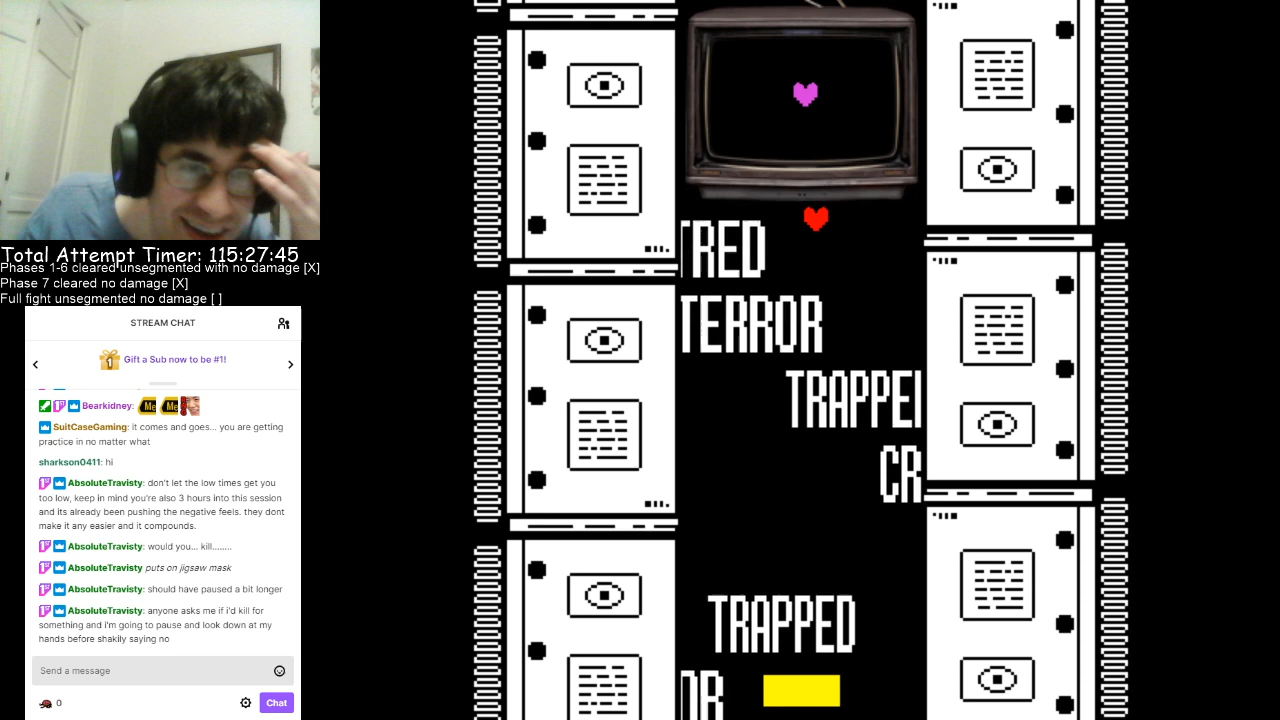 Total Attempt Timer: 115:27:45
Phases 1-6 cleared unsegmented with no damage [X]
Phase 7 cleared no damage [X]
Full fight unsegmented no damage [ ]
STREAM CHAT
1
Gift a Sub now to be #1!
Bearkidney:
SuitCaseGaming: it comes and goes... you are getting
practice in no matter what
sharkson0411: hi
AbsoluteTravisty: don't let the low times get you
too low, keep in mind you're also 3 hours into this session
and its already been pushing the negative feels. they dont
make it any easier and it compounds.
AbsoluteTravisty: would you... kill........
AbsoluteTravisty puts on jigsaw mask
AbsoluteTravisty: should have paused a bit longer
AbsoluteTravisty: anyone asks me if i'd kill for
something and i'm going to pause and look down at my
hands before shakily saying no
Send a message
0
Chat
RED
TERROR
TRAPPE
CR
TRAPPED
OR